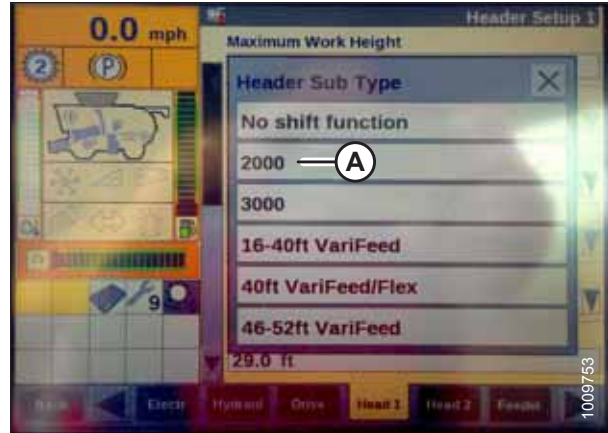 0.0 mph
Header Setup 1
Maximum Work Height
2
(P)
Header Sub Type
No shift function
2000
A
3000
16-40ft VariFeed
40ft VariFeed/Flex
46-52ft VariFeed
9
29.0 ft
Back
Electr
Hydraul
Drive
Head 1
Head 2
Feeder
1009753